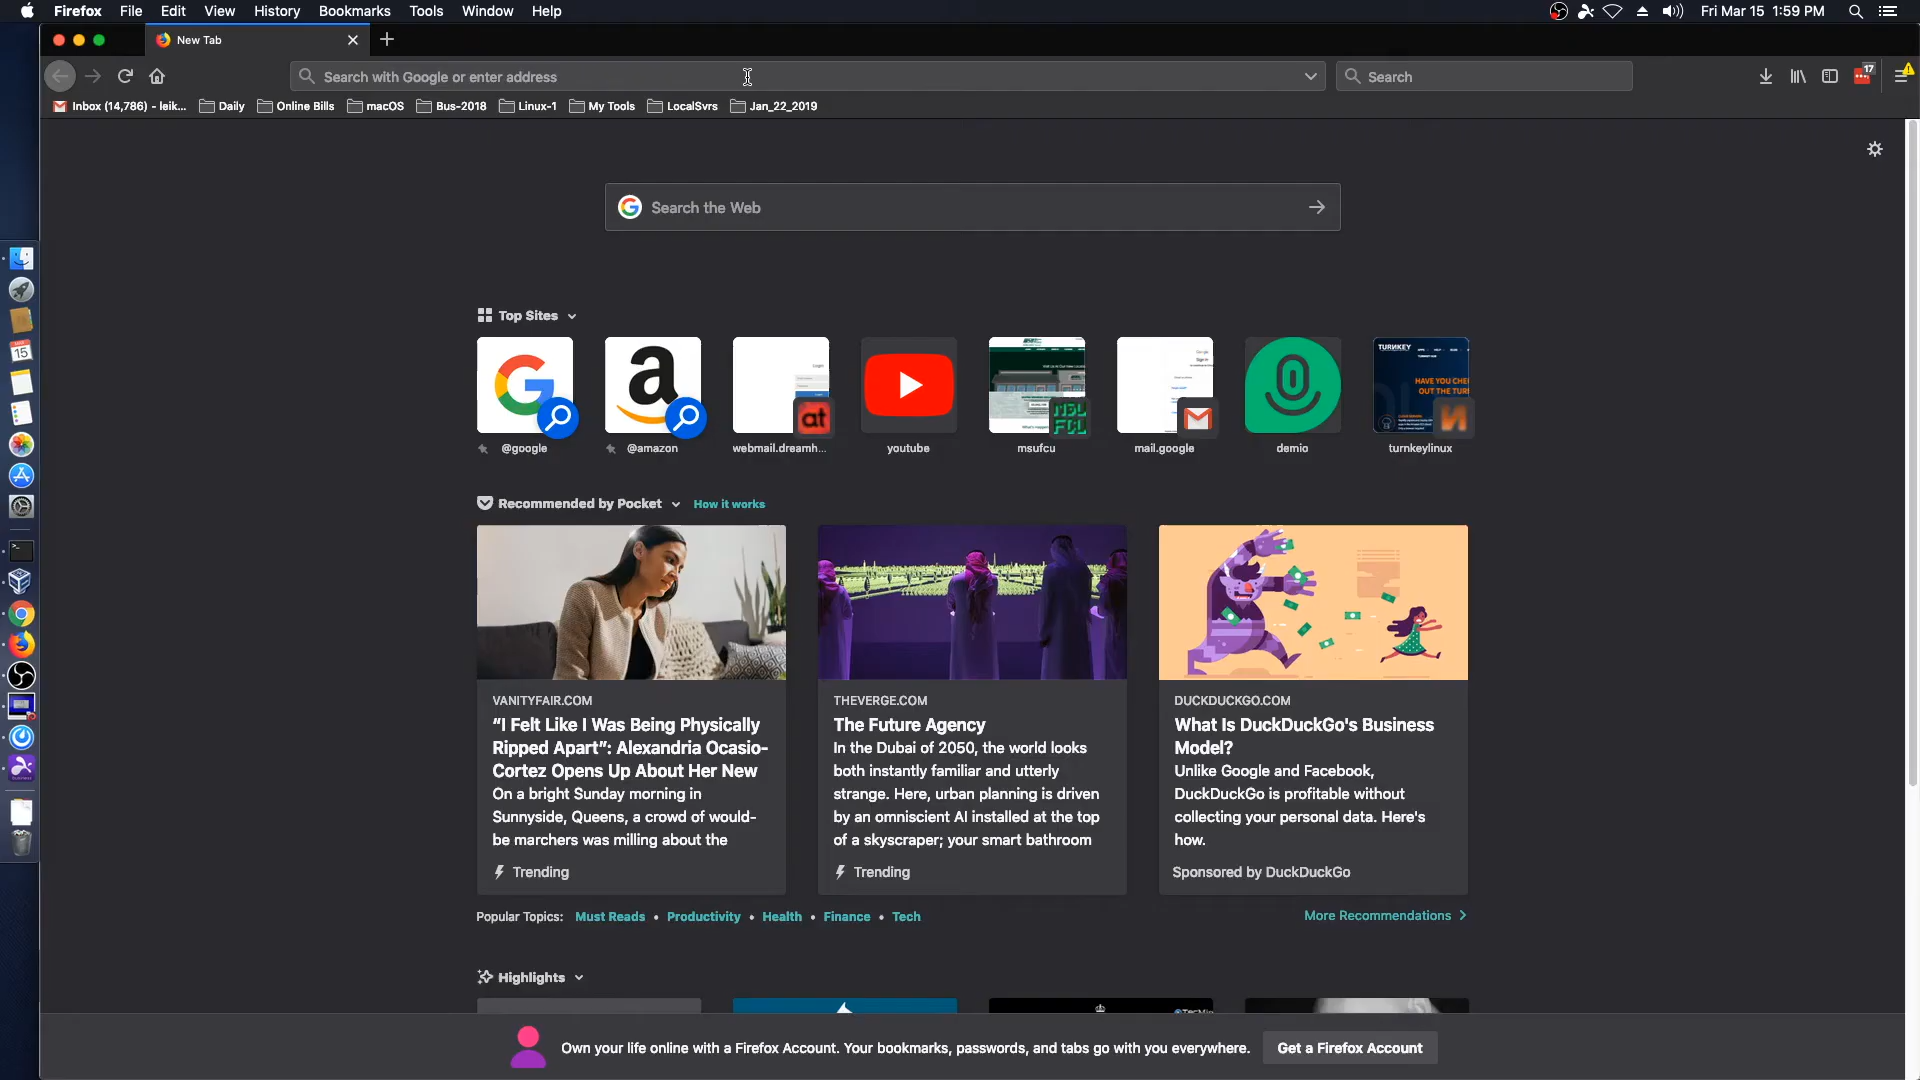 Firefox File Edit View History Bookmarks Tools Window Help Fri Mar 15 1:59 PM
New Tab
Search with Google or enter address Search 17
Inbox (14,786) - leik... Daily Online Bills macOS Bus-2018 Linux-1 My Tools LocalSvrs Jan_22_2019
Search the Web
Top Sites
@google @amazon webmail.dreamh... youtube msufcu mail.google demio turnkeylinux
Recommended by Pocket How it works
VANITYFAIR.COM
“I Felt Like I Was Being Physically
Ripped Apart”: Alexandria Ocasio-
Cortez Opens Up About Her New
On a bright Sunday morning in
Sunnyside, Queens, a crowd of would-
be marchers was milling about the
Trending
THEVERGE.COM
The Future Agency
In the Dubai of 2050, the world looks
both instantly familiar and utterly
strange. Here, urban planning is driven
by an omniscient AI installed at the top
of a skyscraper; your smart bathroom
Trending
DUCKDUCKGO.COM
What Is DuckDuckGo's Business
Model?
Unlike Google and Facebook,
DuckDuckGo is profitable without
collecting your personal data. Here's
how.
Sponsored by DuckDuckGo
Popular Topics: Must Reads • Productivity • Health • Finance • Tech More Recommendations
Highlights
Own your life online with a Firefox Account. Your bookmarks, passwords, and tabs go with you everywhere. Get a Firefox Account